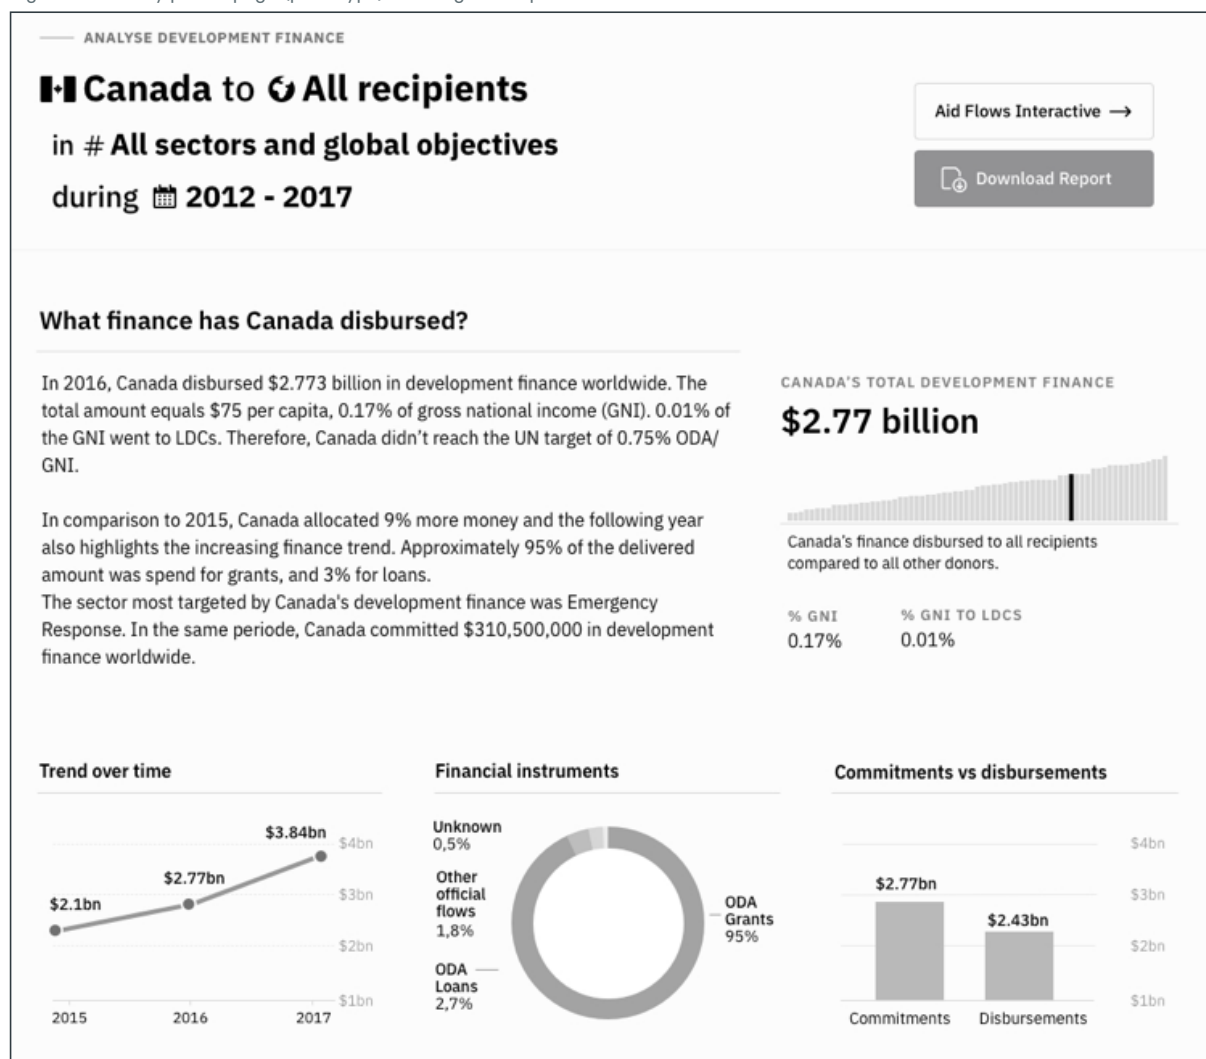 ANALYSE DEVELOPMENT FINANCE
Canada to All recipients
in # All sectors and global objectives
during 2012 - 2017
Aid Flows Interactive →
Download Report
What finance has Canada disbursed?
In 2016, Canada disbursed $2.773 billion in development finance worldwide. The
total amount equals $75 per capita, 0.17% of gross national income (GNI). 0.01% of
the GNI went to LDCs. Therefore, Canada didn't reach the UN target of 0.75% ODA/
GNI.
In comparison to 2015, Canada allocated 9% more money and the following year
also highlights the increasing finance trend. Approximately 95% of the delivered
amount was spend for grants, and 3% for loans.
The sector most targeted by Canada's development finance was Emergency
Response. In the same periode, Canada committed $310,500,000 in development
finance worldwide.
CANADA'S TOTAL DEVELOPMENT FINANCE
$2.77 billion
Canada's finance disbursed to all recipients
compared to all other donors.
% GNI
0.17%
% GNI TO LDCS
0.01%
Trend over time
$3.84bn
$2.77bn
$2.1bn
$4bn
$3bn
$2bn
$1bn
2015
2016
2017
Financial instruments
Unknown
0,5%
Other
official
flows
1,8%
ODA
Loans
2,7%
ODA
Grants
95%
Commitments vs disbursements
$2.77bn
$2.43bn
$4bn
$3bn
$2bn
$1bn
Commitments
Disbursements